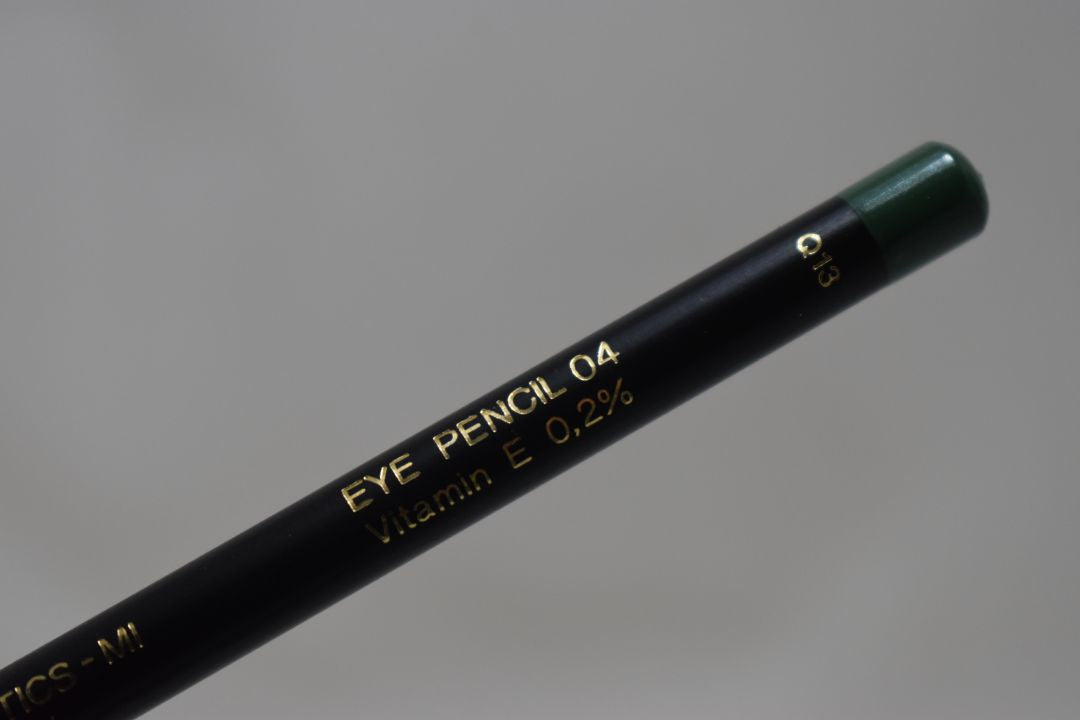 Q13
EYE PENCIL 04
Vitamin E 0,2%
TICS - MI